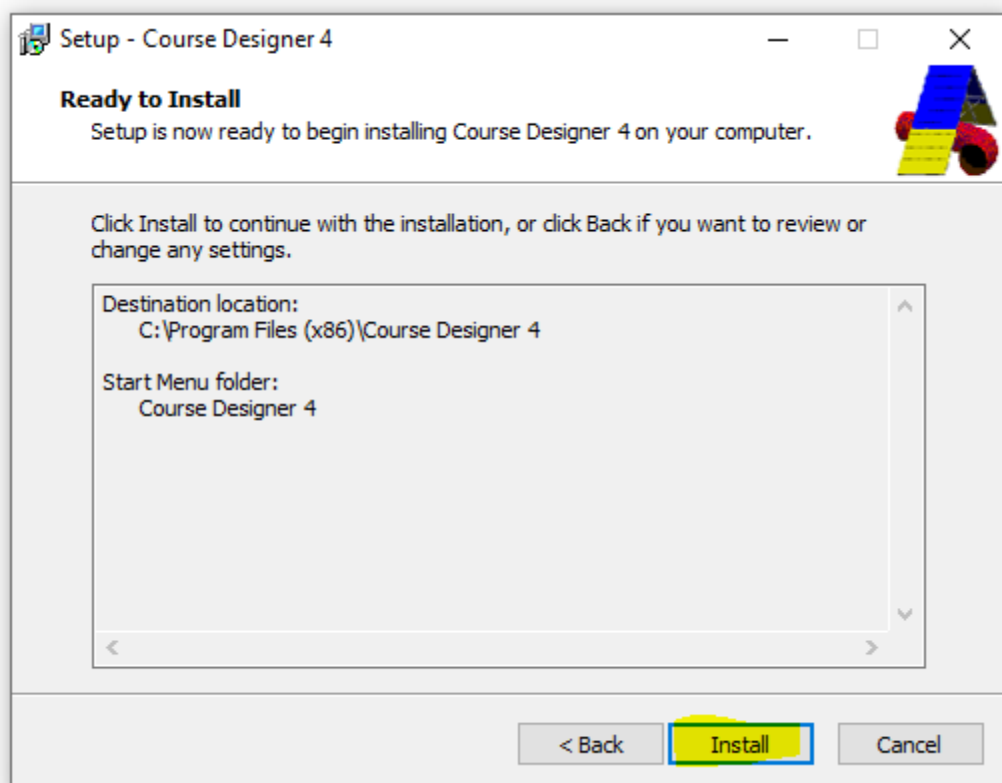 Setup - Course Designer 4
Ready to Install
Setup is now ready to begin installing Course Designer 4 on your computer.
Click Install to continue with the installation, or click Back if you want to review or
change any settings.
Destination location:
C:\Program Files (x86)\Course Designer 4
Start Menu folder:
Course Designer 4
< Back
Install
Cancel